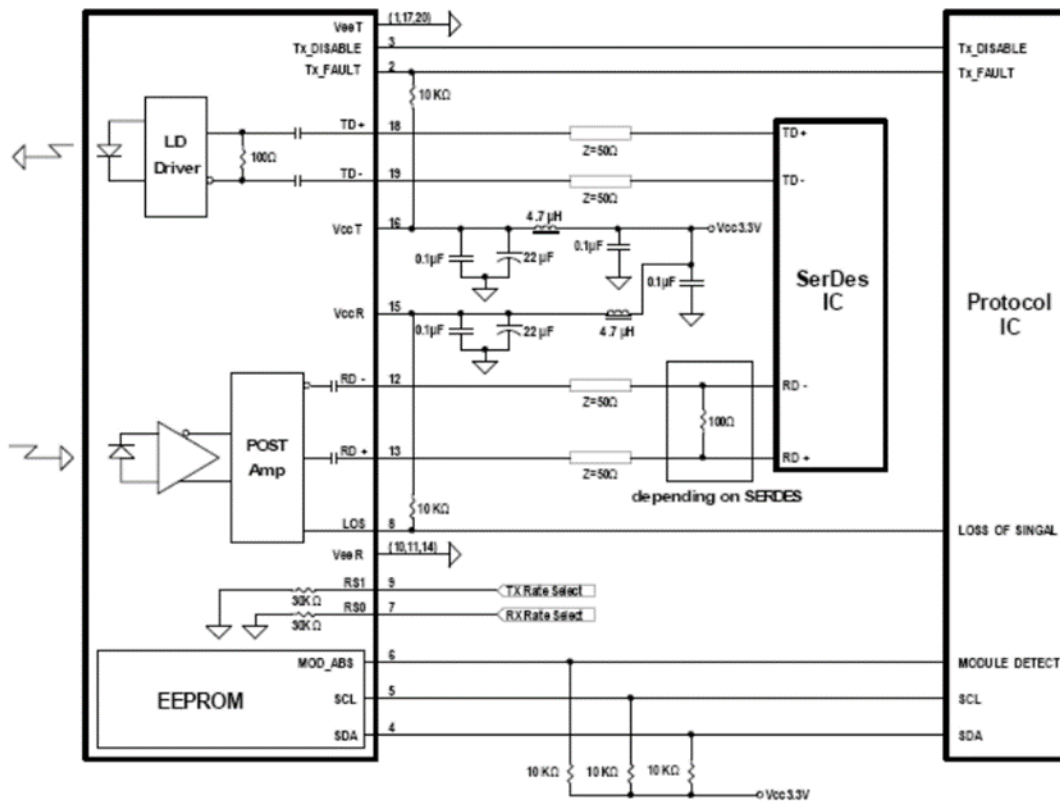 VeeT (1,17,20)
Tx_DISABLE 3 Tx_DISABLE
Tx_FAULT 2 Tx_FAULT
10 KΩ
LD
Driver
100Ω
TD+ 18 Z=50Ω TD+
TD- 19 Z=50Ω TD-
VccT 16 4.7 µH Vcc3.3V
0.1µF 22 µF 0.1µF
0.1µF
SerDes
IC
Protocol
IC
VccR 15
0.1µF 22 µF 4.7 µH
RD - 12 Z=50Ω RD -
100Ω
POST
Amp
RD + 13 Z=50Ω RD +
depending on SERDES
10 KΩ
LOS 8 LOSS OF SINGAL
VeeR (10,11,14)
RS1 9 TX Rate Select
30KΩ
RS0 7 RX Rate Select
30KΩ
MOD_ABS 6 MODULE DETECT
EEPROM
SCL 5 SCL
SDA 4 SDA
10 KΩ 10 KΩ 10 KΩ
Vcc3.3V